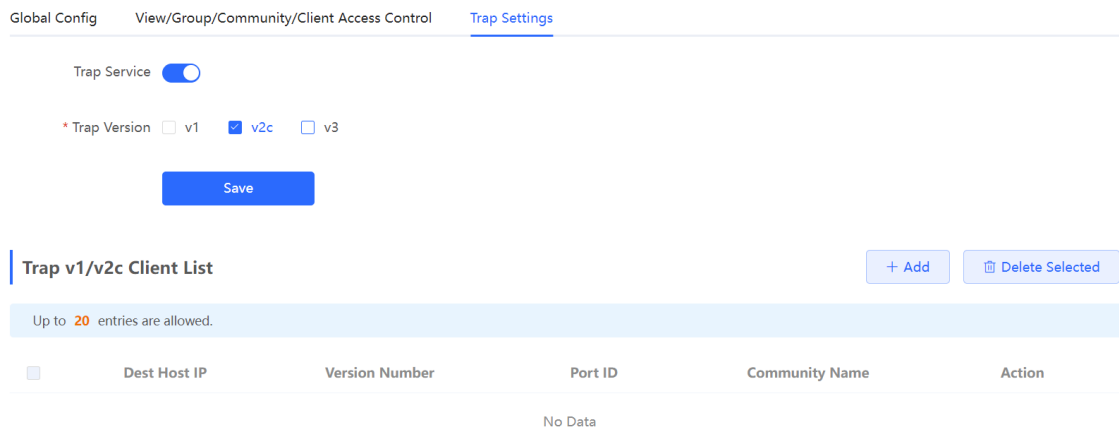 Global Config View/Group/Community/Client Access Control Trap Settings
Trap Service
* Trap Version v1 v2c v3
Save
Trap v1/v2c Client List + Add Delete Selected
Up to 20 entries are allowed.
Dest Host IP Version Number Port ID Community Name Action
No Data